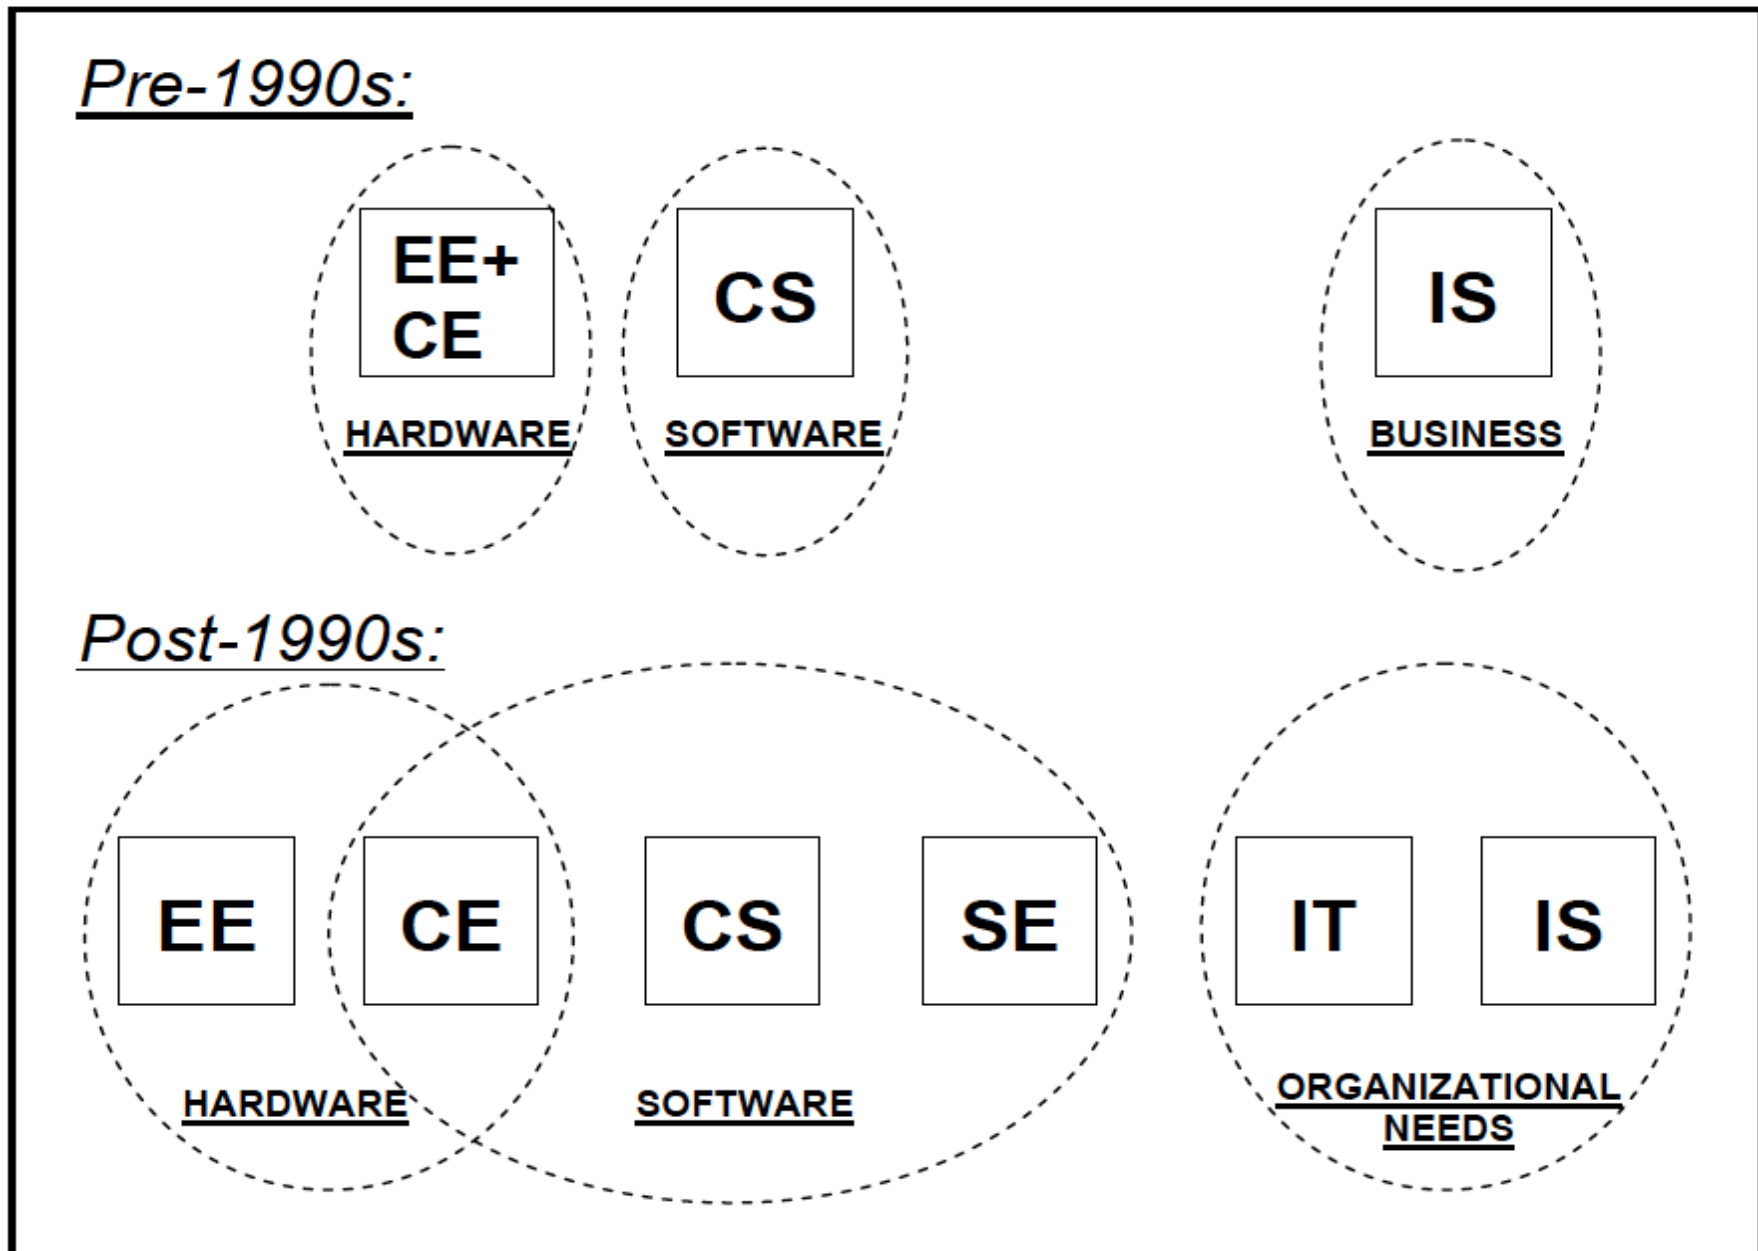 Pre-1990s:
EE+
CE
HARDWARE
CS
SOFTWARE
IS
BUSINESS
Post-1990s:
EE
CE
CS
SE
IT
IS
HARDWARE
SOFTWARE
ORGANIZATIONAL
NEEDS